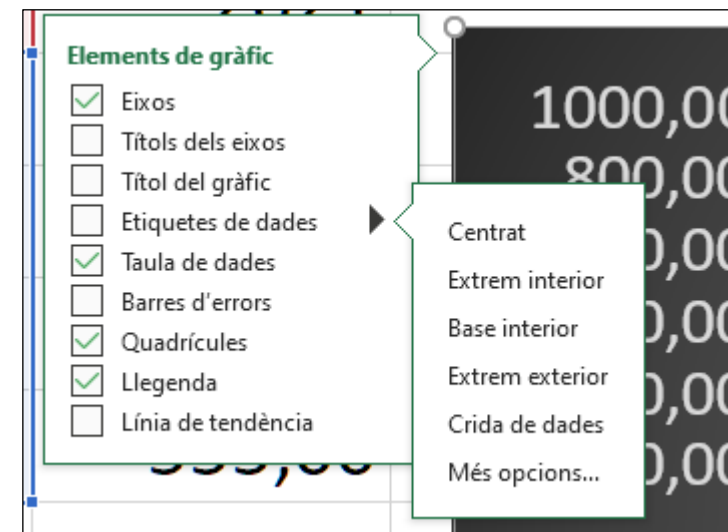 Elements de gràfic
Eixos
Títols dels eixos
Títol del gràfic
Etiquetes de dades
Taula de dades
Barres d'errors
Quadrícules
Llegenda
Línia de tendència
Centrat
Extrem interior
Base interior
Extrem exterior
Crida de dades
Més opcions...
1000,00
800,00